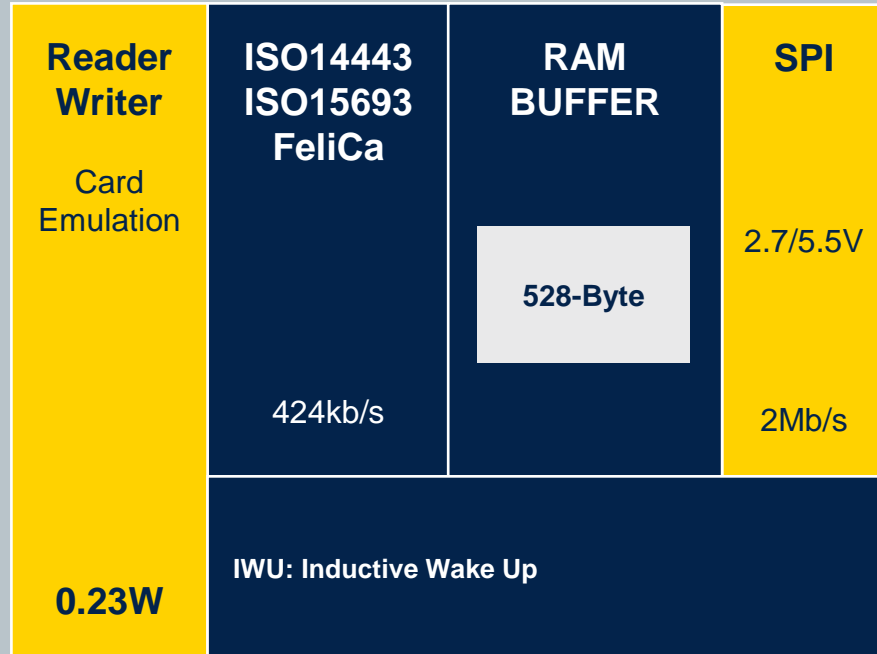 Reader
Writer
Card
Emulation
0.23W
ISO14443
ISO15693
FeliCa
424kb/s
RAM
BUFFER
528-Byte
SPI
2.7/5.5V
2Mb/s
IWU: Inductive Wake Up